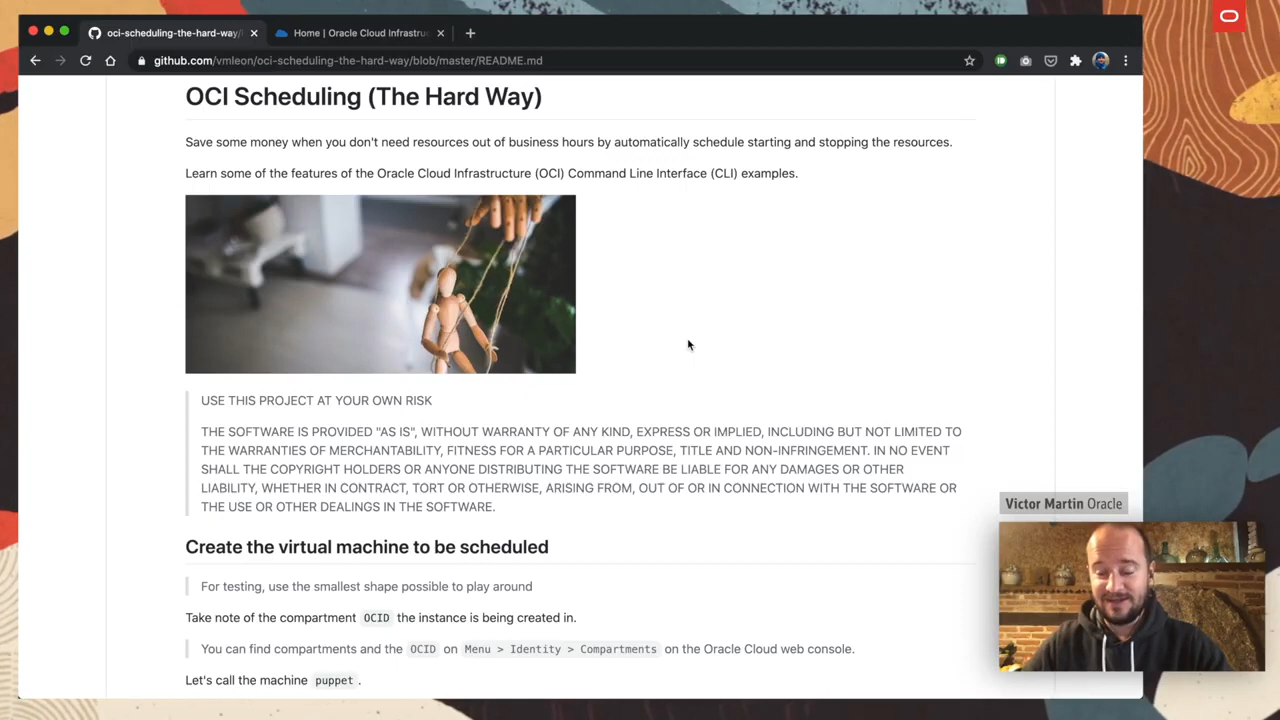 oci-scheduling-the-hard-way/
Home | Oracle Cloud Infrastruc
github.com/vmleon/oci-scheduling-the-hard-way/blob/master/README.md
OCI Scheduling (The Hard Way)
Save some money when you don't need resources out of business hours by automatically schedule starting and stopping the resources.
Learn some of the features of the Oracle Cloud Infrastructure (OCI) Command Line Interface (CLI) examples.
USE THIS PROJECT AT YOUR OWN RISK
THE SOFTWARE IS PROVIDED "AS IS", WITHOUT WARRANTY OF ANY KIND, EXPRESS OR IMPLIED, INCLUDING BUT NOT LIMITED TO
THE WARRANTIES OF MERCHANTABILITY, FITNESS FOR A PARTICULAR PURPOSE, TITLE AND NON-INFRINGEMENT. IN NO EVENT
SHALL THE COPYRIGHT HOLDERS OR ANYONE DISTRIBUTING THE SOFTWARE BE LIABLE FOR ANY DAMAGES OR OTHER
LIABILITY, WHETHER IN CONTRACT, TORT OR OTHERWISE, ARISING FROM, OUT OF OR IN CONNECTION WITH THE SOFTWARE OR
THE USE OR OTHER DEALINGS IN THE SOFTWARE.
Victor Martin Oracle
Create the virtual machine to be scheduled
For testing, use the smallest shape possible to play around
Take note of the compartment OCID the instance is being created in.
You can find compartments and the OCID on Menu > Identity > Compartments on the Oracle Cloud web console.
Let's call the machine puppet .